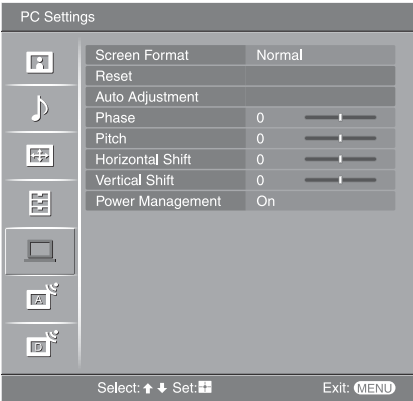 PC Settings
Screen Format Normal
Reset
Auto Adjustment
Phase 0
Pitch 0
Horizontal Shift 0
Vertical Shift 0
Power Management On
A
D
Select: Set: Exit: MENU